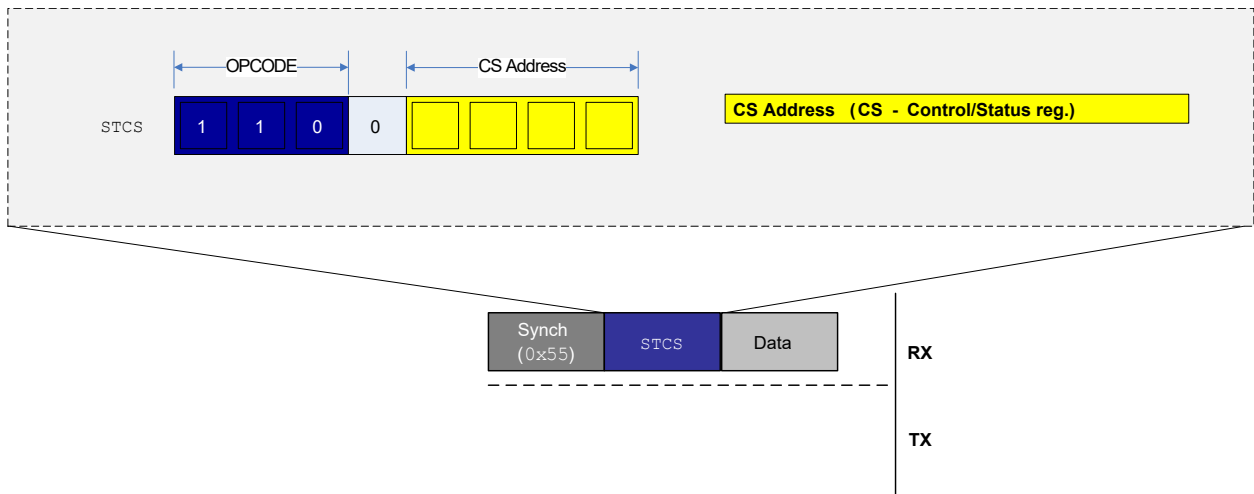 OPCODE CS Address
STCS 1 1 0 0
CS Address (CS - Control/Status reg.)
Synch
(0x55)
STCS
Data
RX
TX